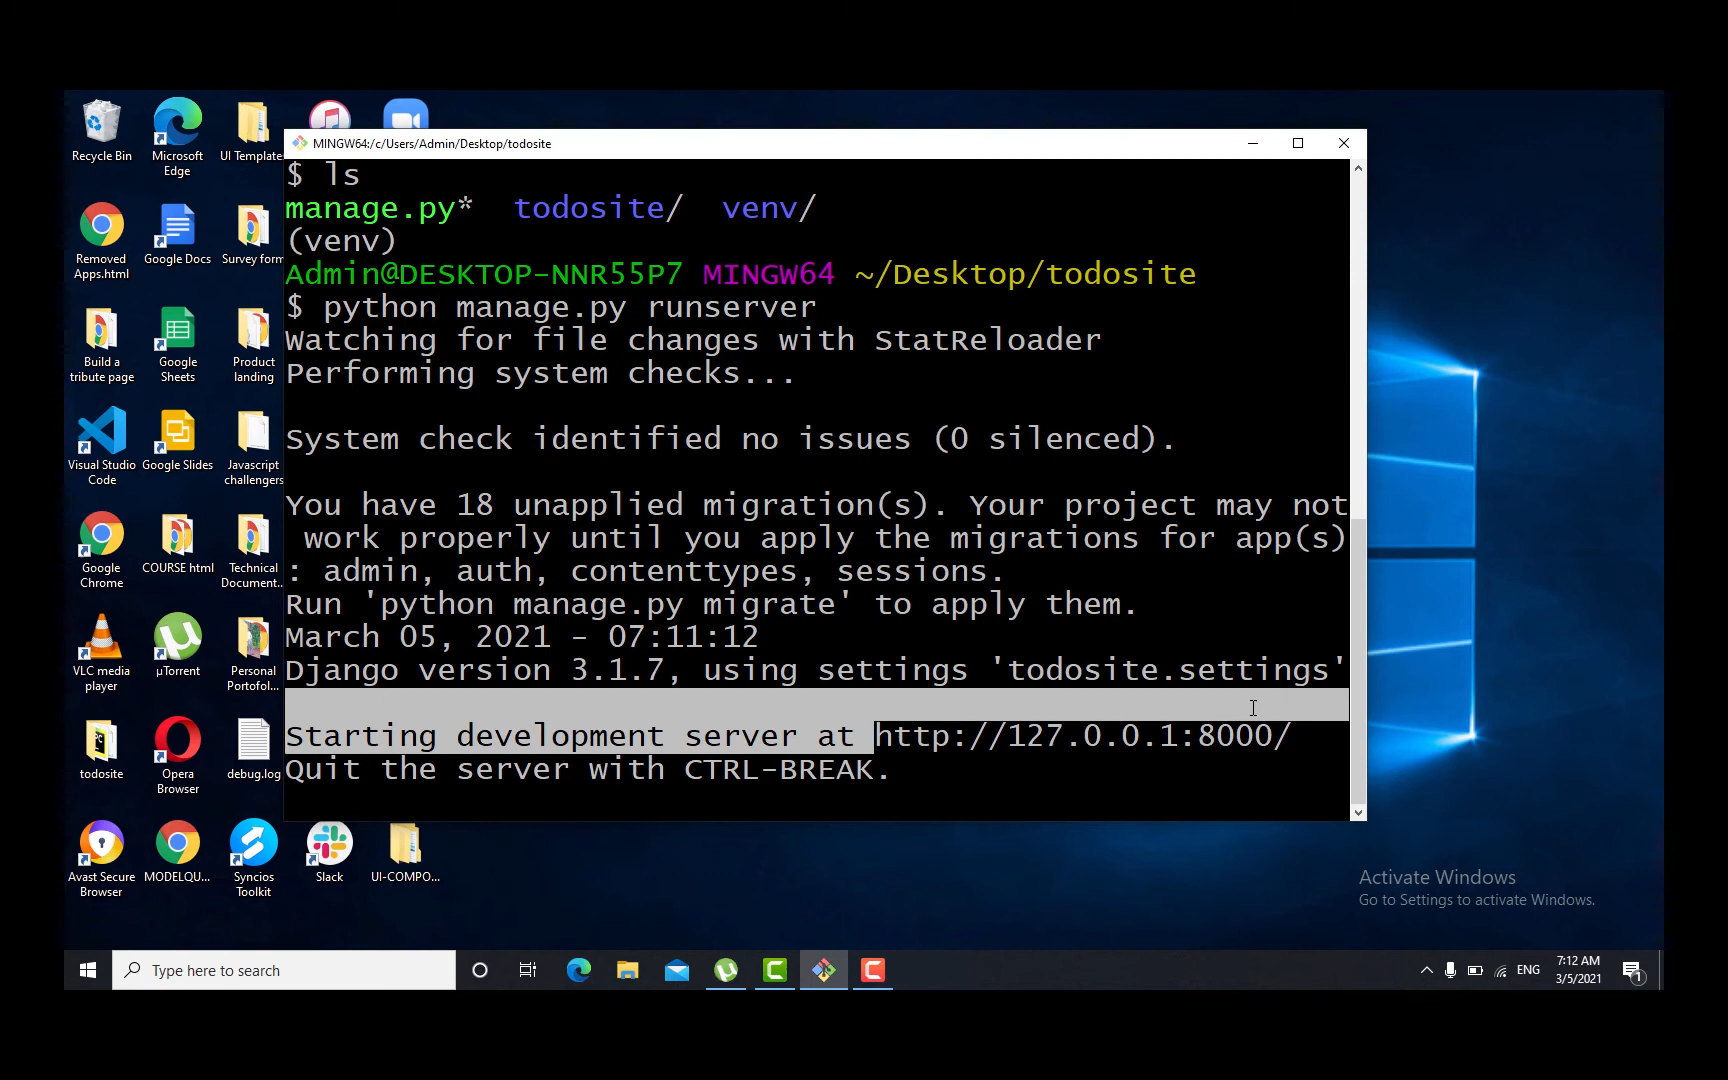 Recycle Bin
Microsoft Edge
UI Template
MINGW64:/c/Users/Admin/Desktop/todosite
$ ls
manage.py*  todosite/  venv/
(venv)
Admin@DESKTOP-NNR55P7 MINGW64 ~/Desktop/todosite
$ python manage.py runserver
Watching for file changes with StatReloader
Performing system checks...
System check identified no issues (0 silenced).
You have 18 unapplied migration(s). Your project may not
work properly until you apply the migrations for app(s)
: admin, auth, contenttypes, sessions.
Run 'python manage.py migrate' to apply them.
March 05, 2021 - 07:11:12
Django version 3.1.7, using settings 'todosite.settings'
Starting development server at http://127.0.0.1:8000/
Quit the server with CTRL-BREAK.
Removed Apps.html
Google Docs
Survey form
Build a tribute page
Google Sheets
Product landing
Visual Studio Code
Google Slides
Javascript challengers
Google Chrome
COURSE html
Technical Document...
VLC media player
µTorrent
Personal Portofol...
todosite
Opera Browser
debug.log
Avast Secure Browser
MODELQU...
Syncios Toolkit
Slack
UI-COMPO...
Activate Windows
Go to Settings to activate Windows.
Type here to search
ENG
7:12 AM
3/5/2021
1